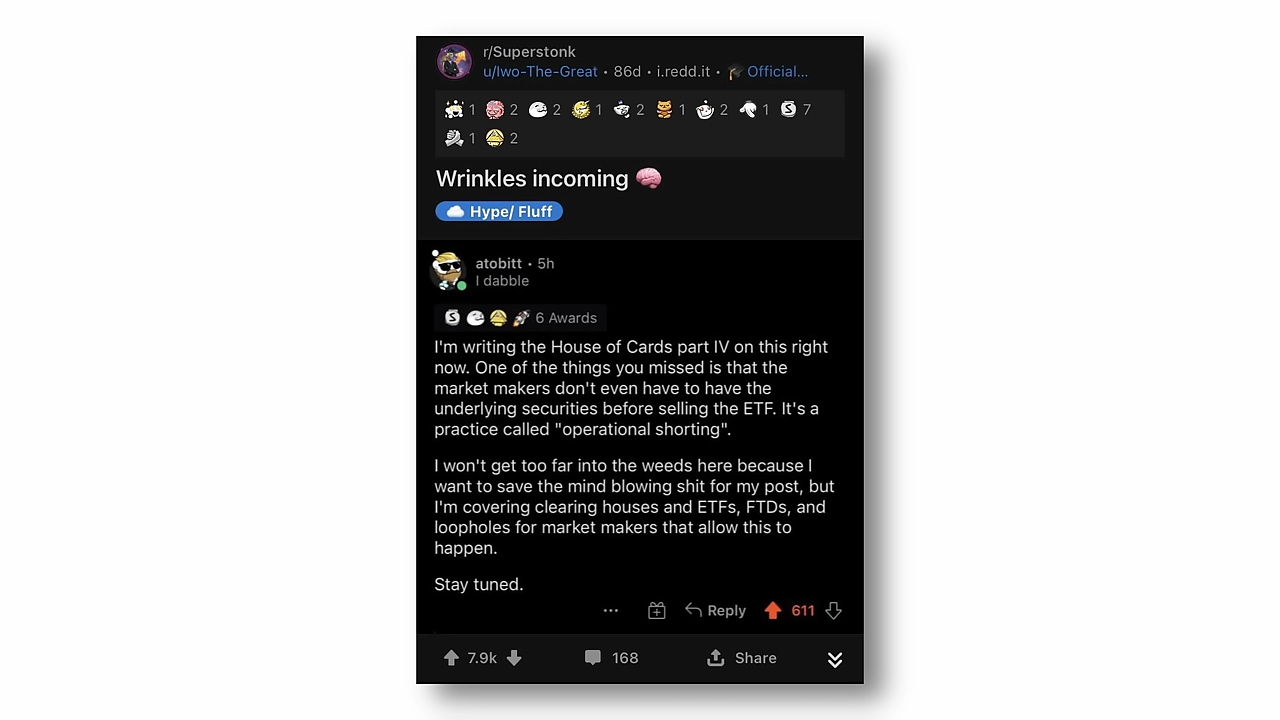 r/Superstonk
u/Iwo-The-Great • 86d • i.redd.it • Official...
1 2 2 1 2 1 2 1 7
1 2
Wrinkles incoming 🧠
Hype/ Fluff
atobitt • 5h
I dabble
6 Awards
I'm writing the House of Cards part IV on this right
now. One of the things you missed is that the
market makers don't even have to have the
underlying securities before selling the ETF. It's a
practice called "operational shorting".
I won't get too far into the weeds here because I
want to save the mind blowing shit for my post, but
I'm covering clearing houses and ETFs, FTDs, and
loopholes for market makers that allow this to
happen.
Stay tuned.
... Reply 611
7.9k 168 Share